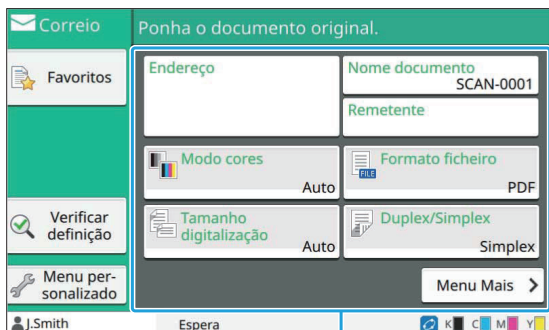 Correio
Ponha o documento original.
Favoritos
Endereço
Nome documento
SCAN-0001
Remetente
Modo cores
Auto
FILE
Formato ficheiro
PDF
Verificar
definição
Tamanho
digitalização
Auto
Duplex/Simplex
Simplex
Menu per-
sonalizado
Menu Mais
J.Smith
Espera
K C M Y